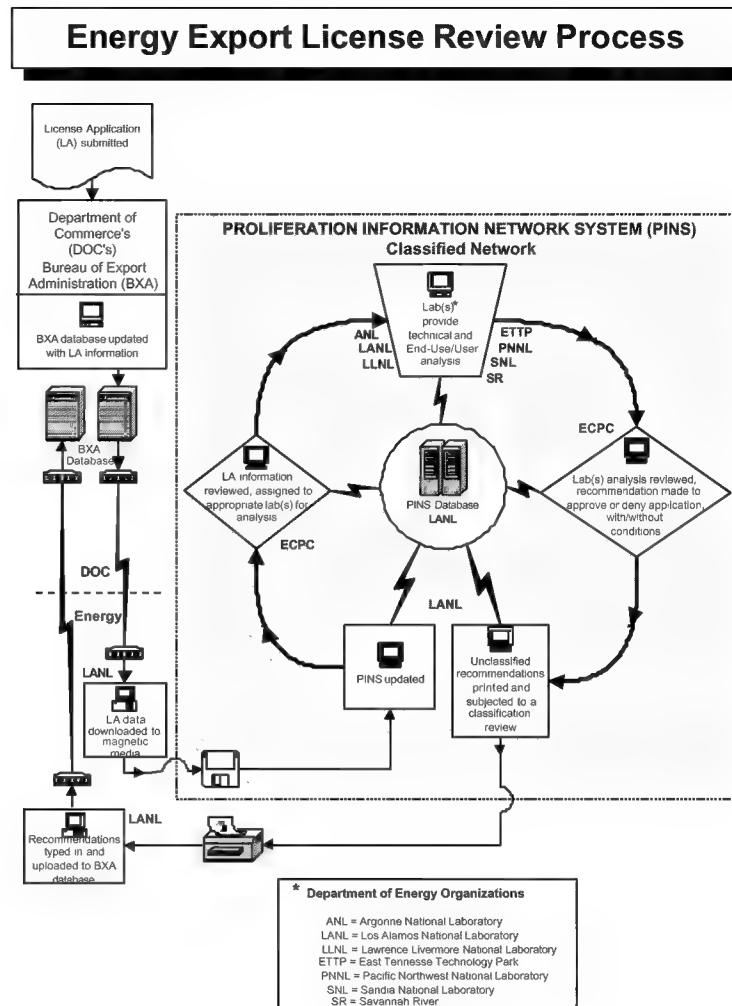 Energy Export License Review Process
License Application
(LA) submitted
Department of
Commerce's
(DOC's)
Bureau of Export
Administration (BXA)
BXA database updated
with LA information
BXA
Database
DOC
Energy
LANL
LA data
downloaded to
magnetic
media
LANL
Recommendations
typed in and
uploaded to BXA
database
PROLIFERATION INFORMATION NETWORK SYSTEM (PINS)
Classified Network
Lab(s)*
provide
technical and
End-Use/User
analysis
ANL
LANL
LLNL
ETTP
PNNL
SNL
SR
ECPC
Lab(s) analysis reviewed,
recommendation made to
approve or deny application,
with/without
conditions
LA information
reviewed, assigned to
appropriate lab(s) for
analysis
ECPC
PINS Database
LANL
LANL
PINS updated
Unclassified
recommendations
printed and
subjected to a
classification
review
* Department of Energy Organizations
ANL = Argonne National Laboratory
LANL = Los Alamos National Laboratory
LLNL = Lawrence Livermore National Laboratory
ETTP = East Tennesse Technology Park
PNNL = Pacific Northwest National Laboratory
SNL = Sandia National Laboratory
SR = Savannah River